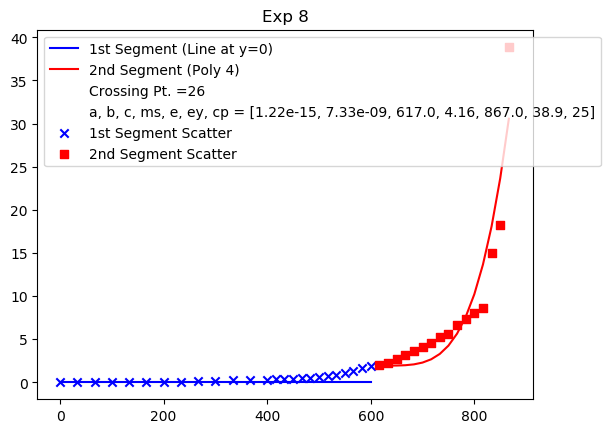 Exp 8
1st Segment (Line at y=0)
2nd Segment (Poly 4)
Crossing Pt. =26
a, b, c, ms, e, ey, cp = [1.22e-15, 7.33e-09, 617.0, 4.16, 867.0, 38.9, 25]
1st Segment Scatter
2nd Segment Scatter
40
35
30
25
20
15
10
5
0
0 200 400 600 800